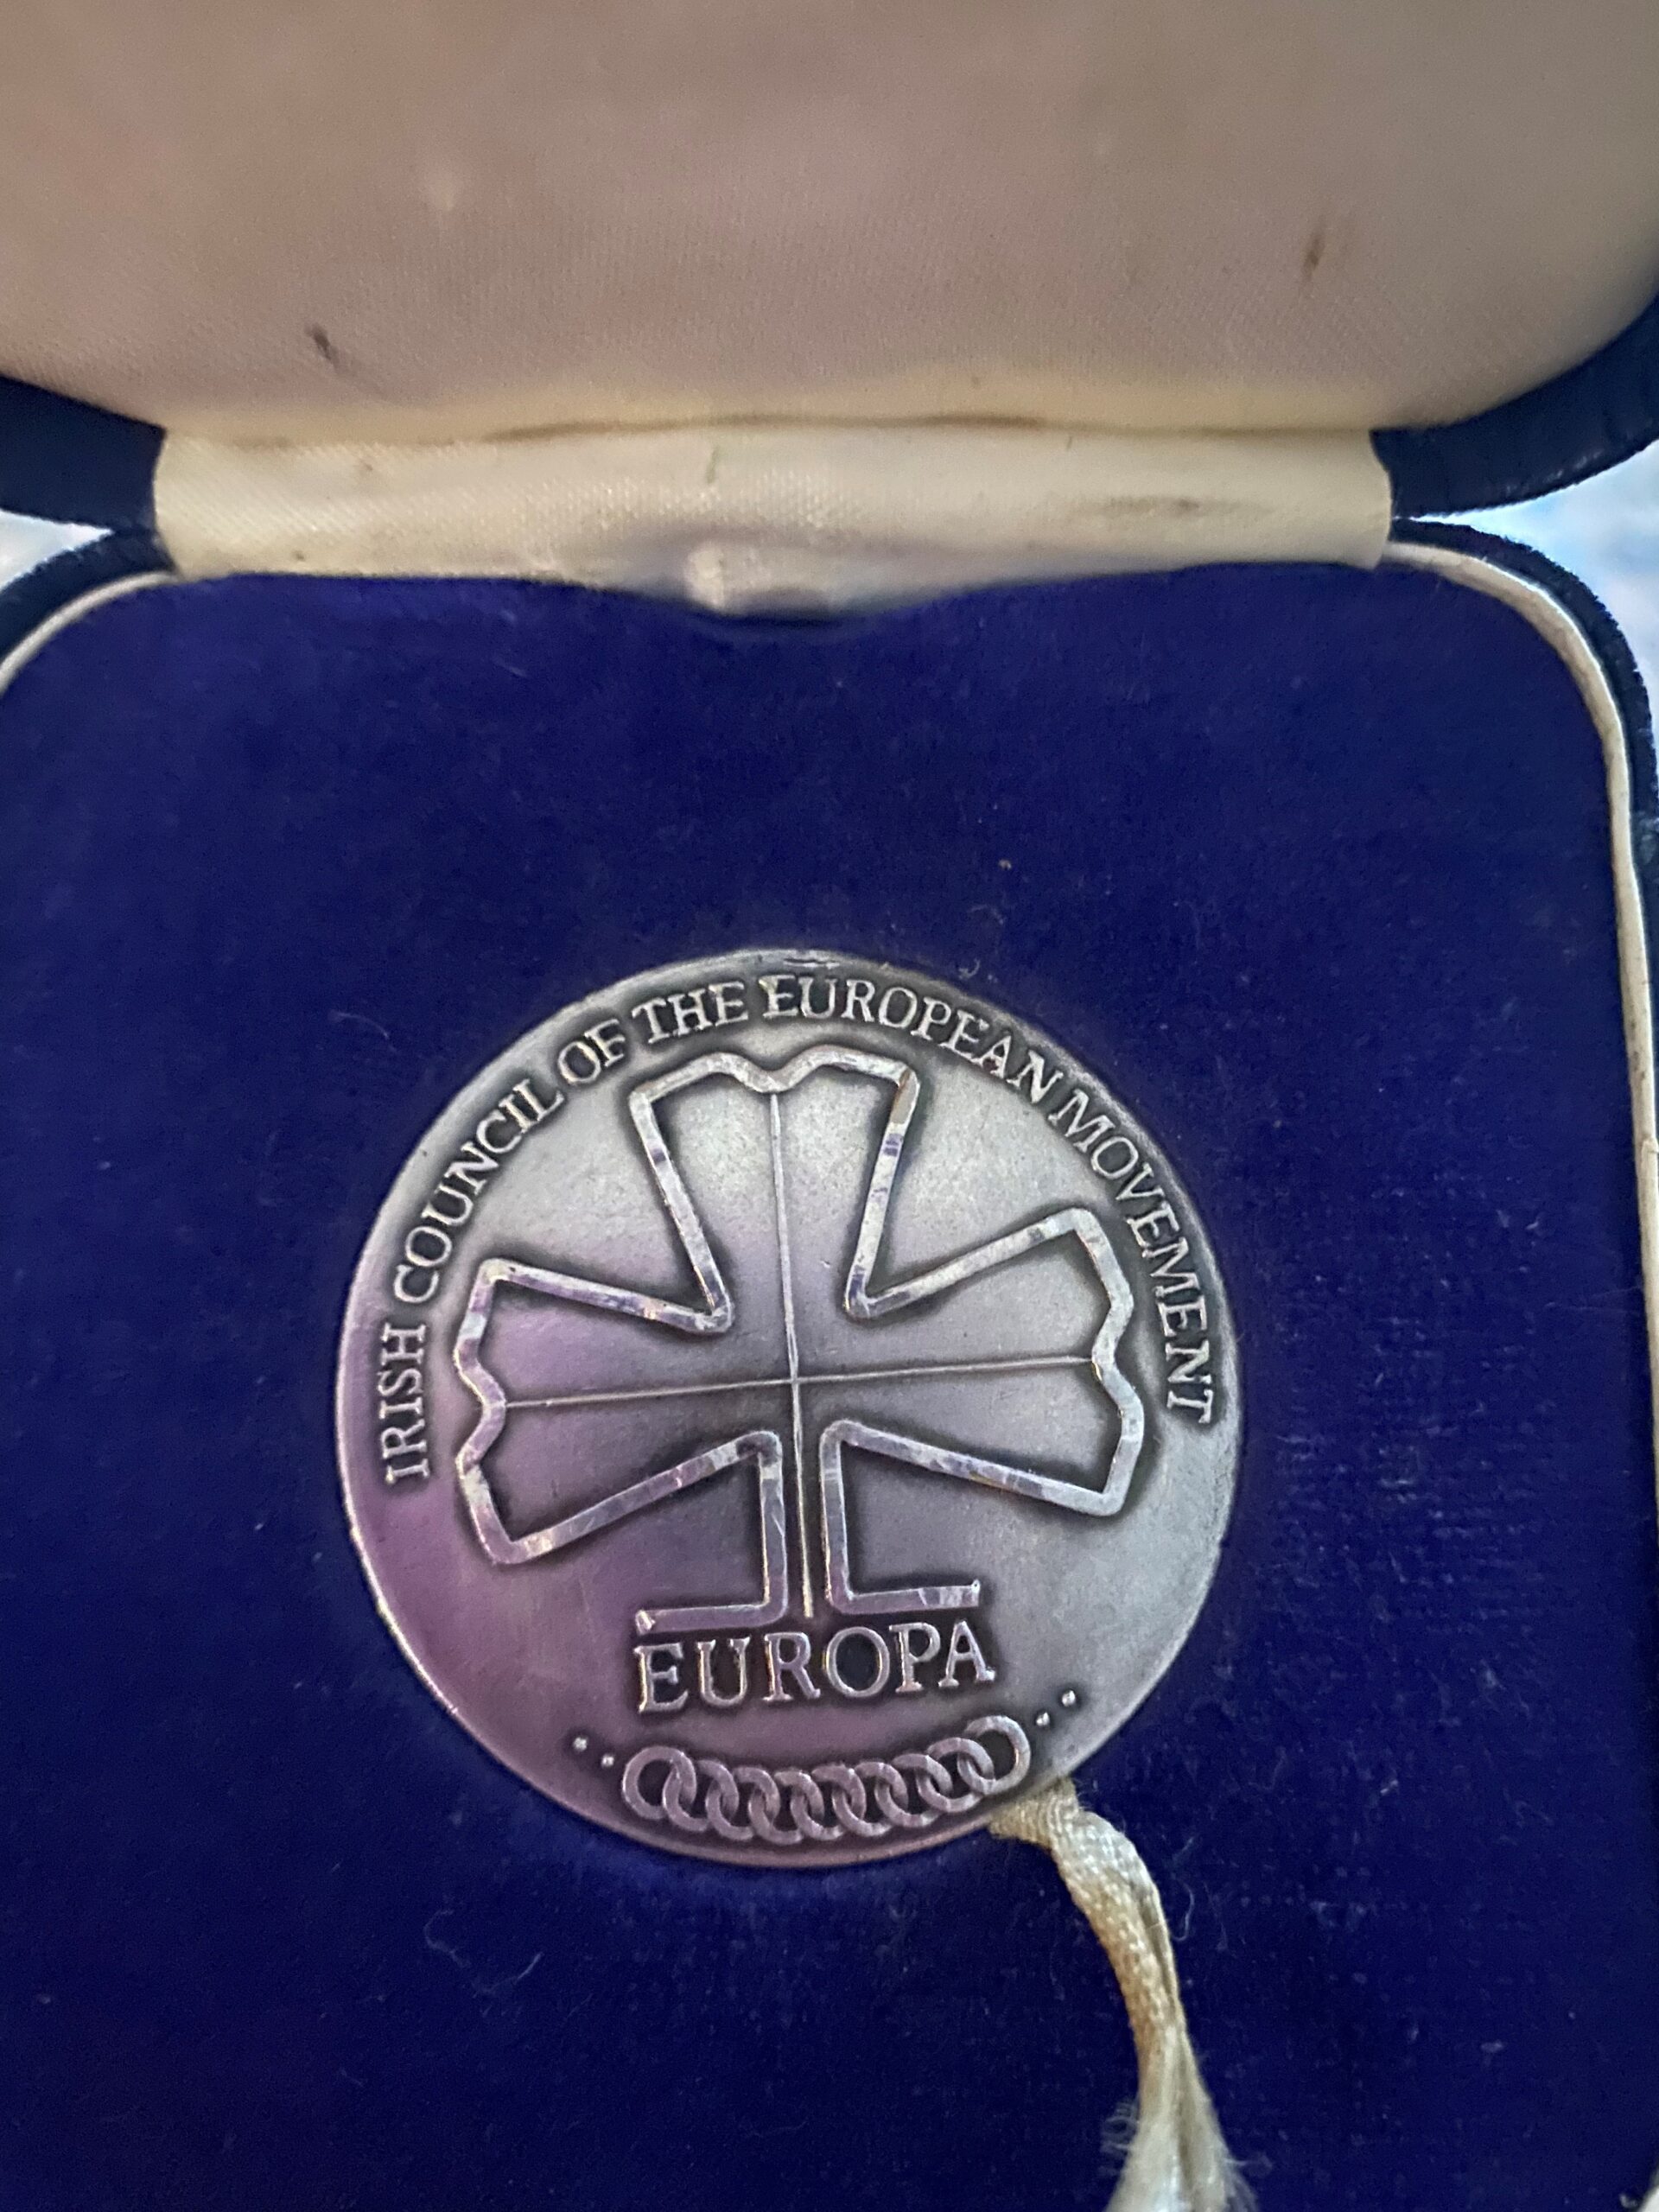 IRISH COUNCIL OF THE EUROPEAN MOVEMENT
EUROPA